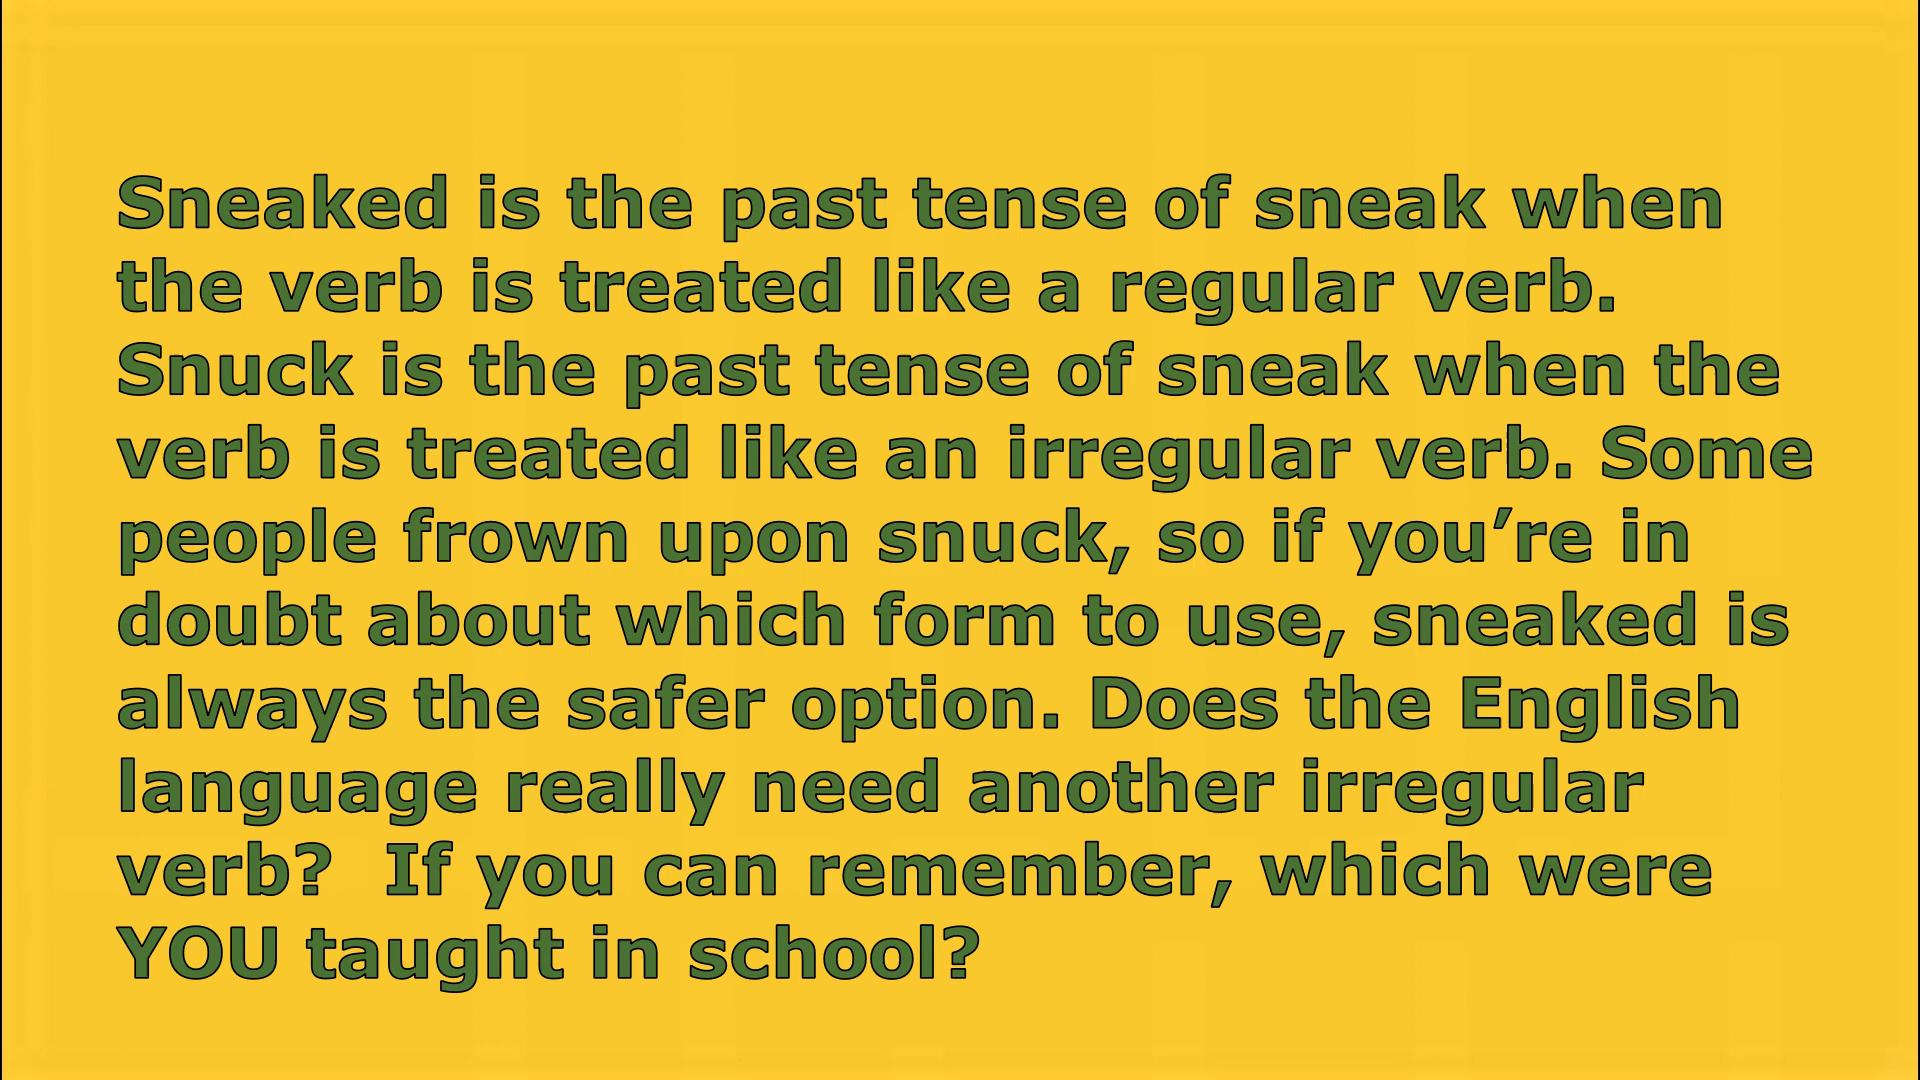 Sneaked is the past tense of sneak when
the verb is treated like a regular verb.
Snuck is the past tense of sneak when the
verb is treated like an irregular verb. Some
people frown upon snuck, so if you’re in
doubt about which form to use, sneaked is
always the safer option. Does the English
language really need another irregular
verb?  If you can remember, which were
YOU taught in school?